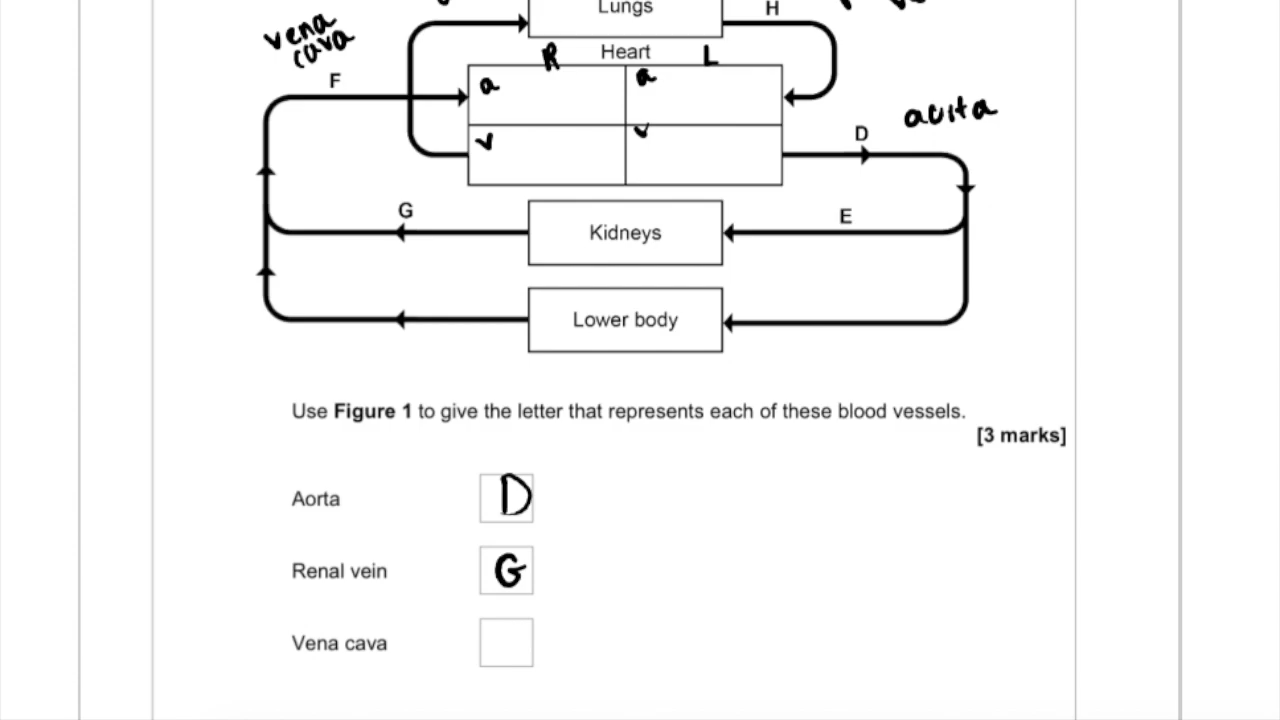 Lungs
H
vena
cava
R
Heart
L
F
a
a
D
aorta
v
v
G
E
Kidneys
Lower body
Use Figure 1 to give the letter that represents each of these blood vessels.
[3 marks]
Aorta
D
Renal vein
G
Vena cava